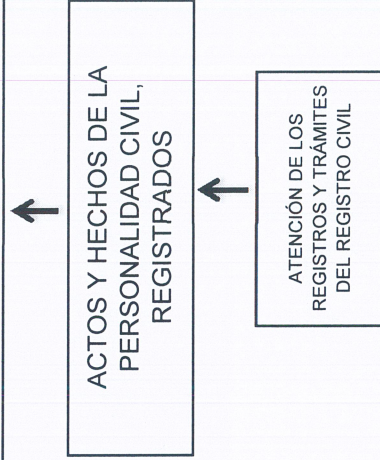 ACTOS Y HECHOS DE LA
PERSONALIDAD CIVIL,
REGISTRADOS
ATENCIÓN DE LOS
REGISTROS Y TRÁMITES
DEL REGISTRO CIVIL